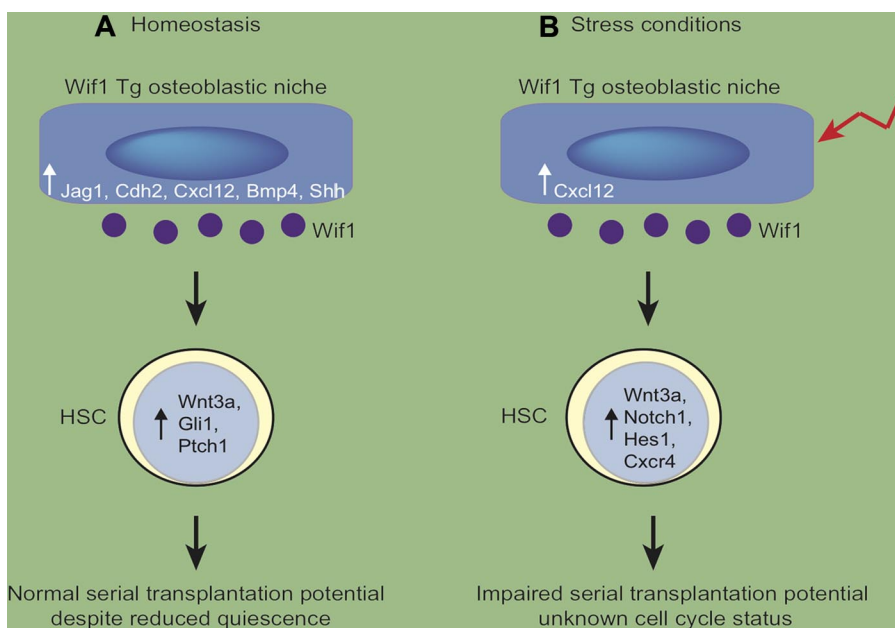 A Homeostasis
Wif1 Tg osteoblastic niche
Jag1, Cdh2, Cxcl12, Bmp4, Shh
Wif1
HSC
Wnt3a,
Gli1,
Ptch1
Normal serial transplantation potential
despite reduced quiescence
B Stress conditions
Wif1 Tg osteoblastic niche
Cxcl12
Wif1
HSC
Wnt3a,
Notch1,
Hes1,
Cxcr4
Impaired serial transplantation potential
unknown cell cycle status